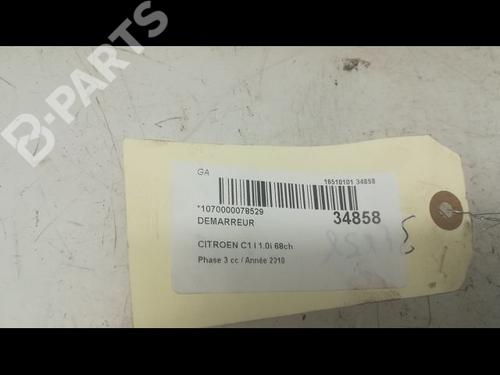 B-PARTS
GA
16510101 34858
*1070000078529
DEMARREUR
34858
CITROEN C1 I 1.0i 68ch
Phase 3 cc / Année 2010